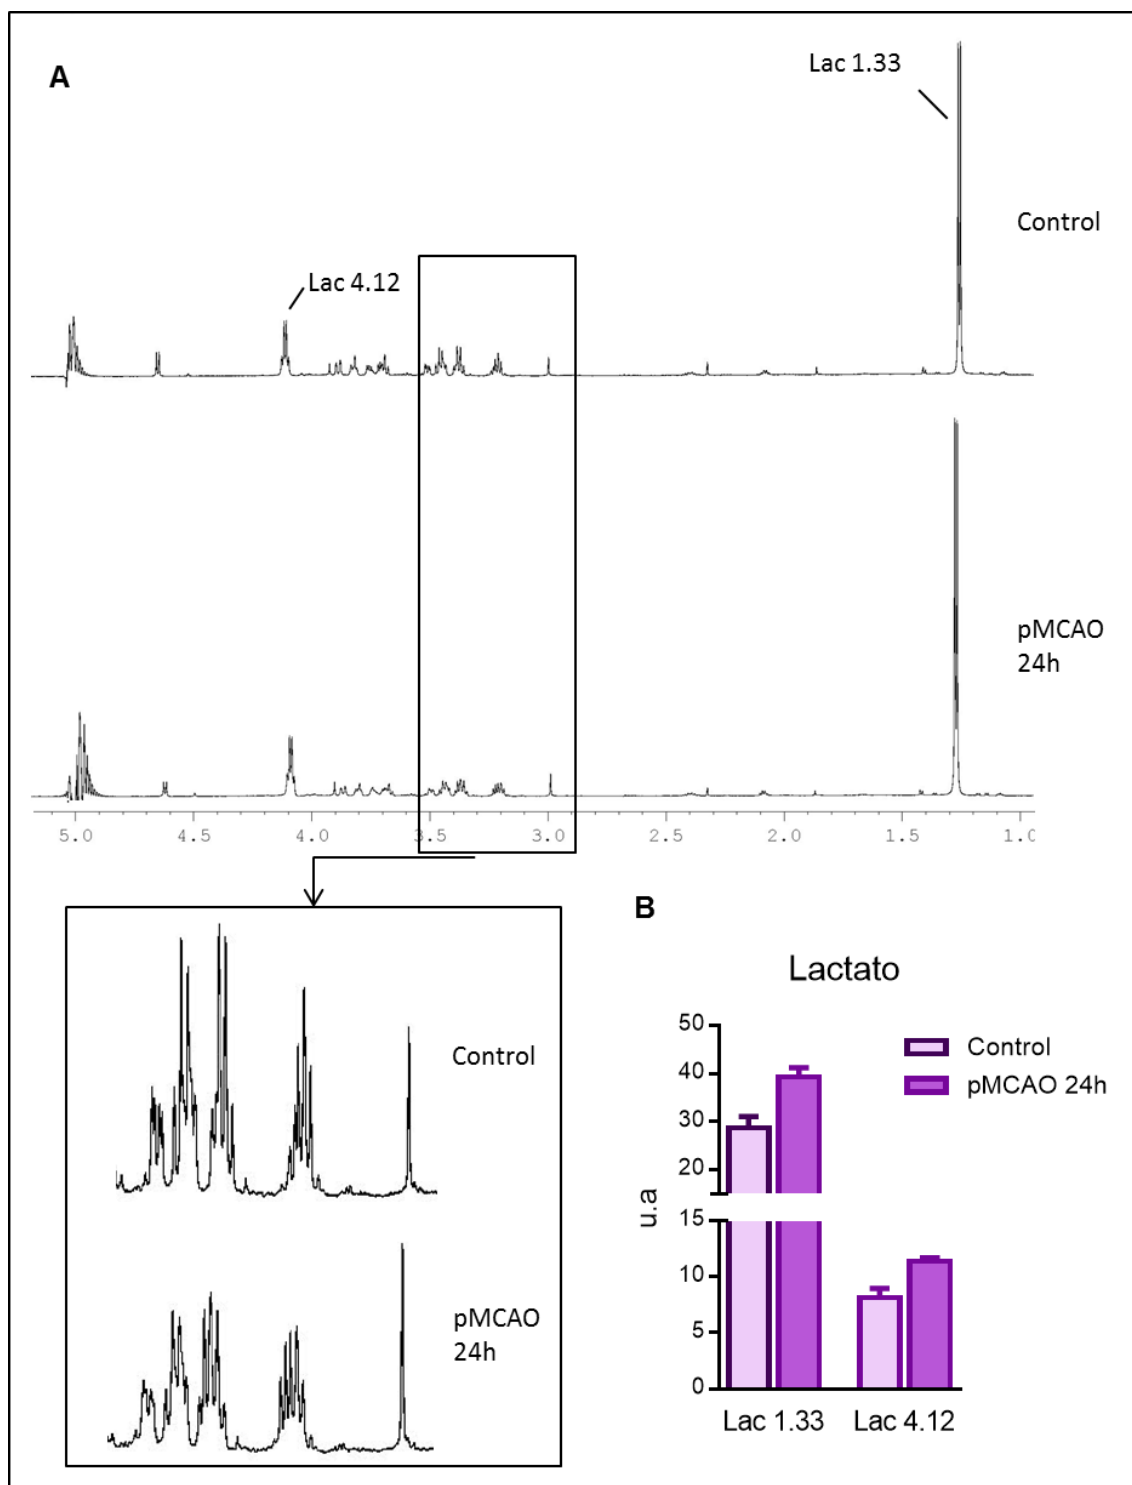 A
Lac 1.33
Control
Lac 4.12
pMCAO
24h
5.0 4.5 4.0 3.5 3.0 2.5 2.0 1.5 1.0
Control
pMCAO
24h
B
Lactato
50
40
30
20
15
10
5
0
u.a
Control
pMCAO 24h
Lac 1.33 Lac 4.12